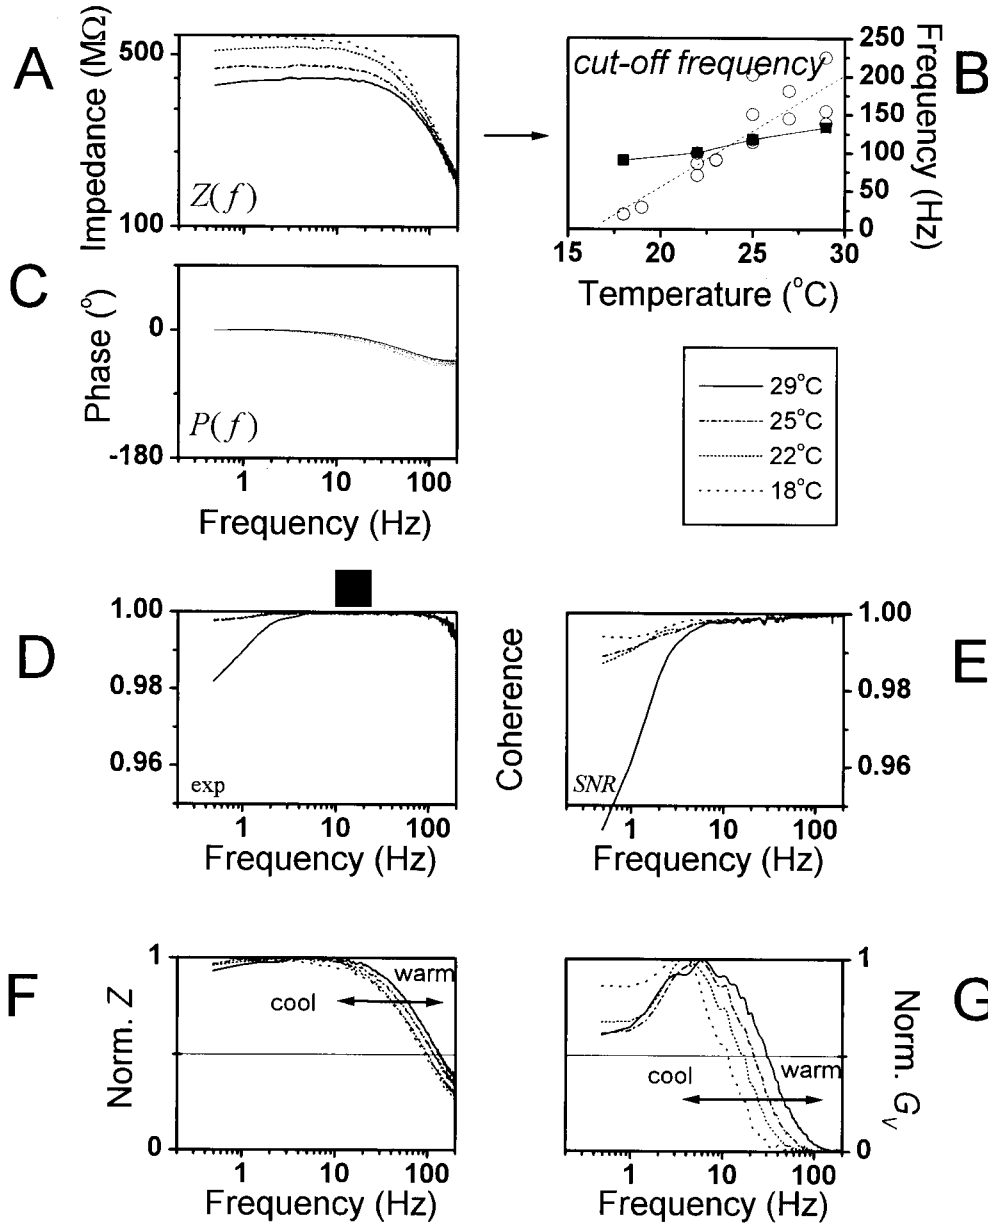 A
Impedance (MΩ)
500
100
Z(f)
B
cut-off frequency
250
200
150
100
50
0
Frequency (Hz)
15
20
25
30
Temperature (°C)
C
Phase (°)
0
-180
P(f)
1
10
100
Frequency (Hz)
29°C
25°C
22°C
18°C
D
1.00
0.98
0.96
exp
1
10
100
Frequency (Hz)
E
Coherence
1.00
0.98
0.96
SNR
1
10
100
Frequency (Hz)
F
Norm. Z
1
0
cool
warm
1
10
100
Frequency (Hz)
G
Norm. Gv
1
0
cool
warm
1
10
100
Frequency (Hz)